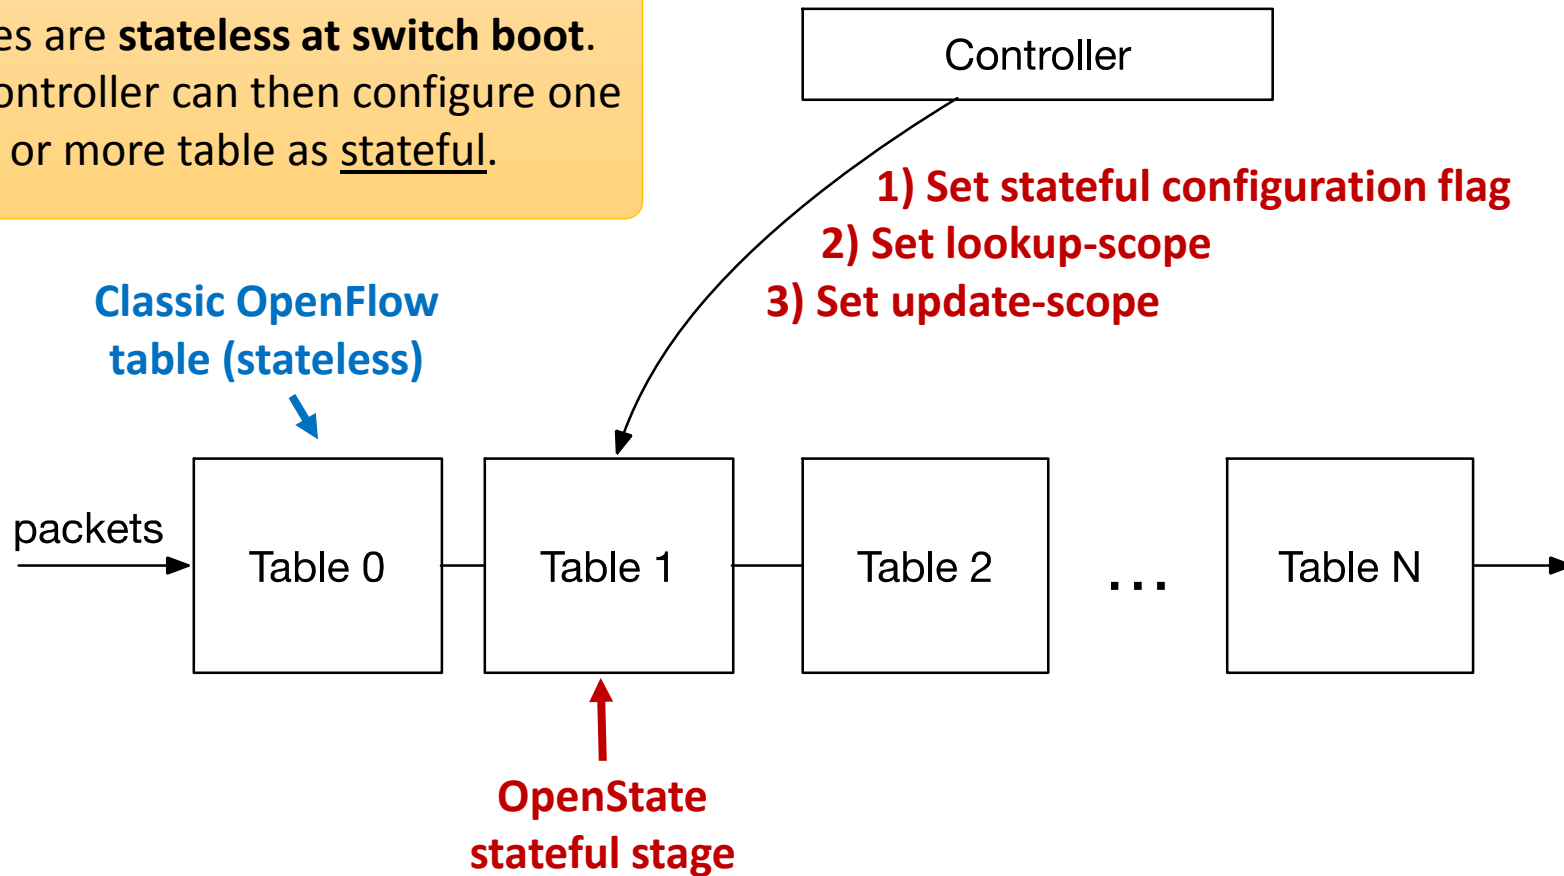 es are stateless at switch boot.
ontroller can then configure one
or more table as stateful.
Controller
1) Set stateful configuration flag
2) Set lookup-scope
3) Set update-scope
Classic OpenFlow
table (stateless)
packets
Table 0
Table 1
Table 2
...
Table N
OpenState
stateful stage